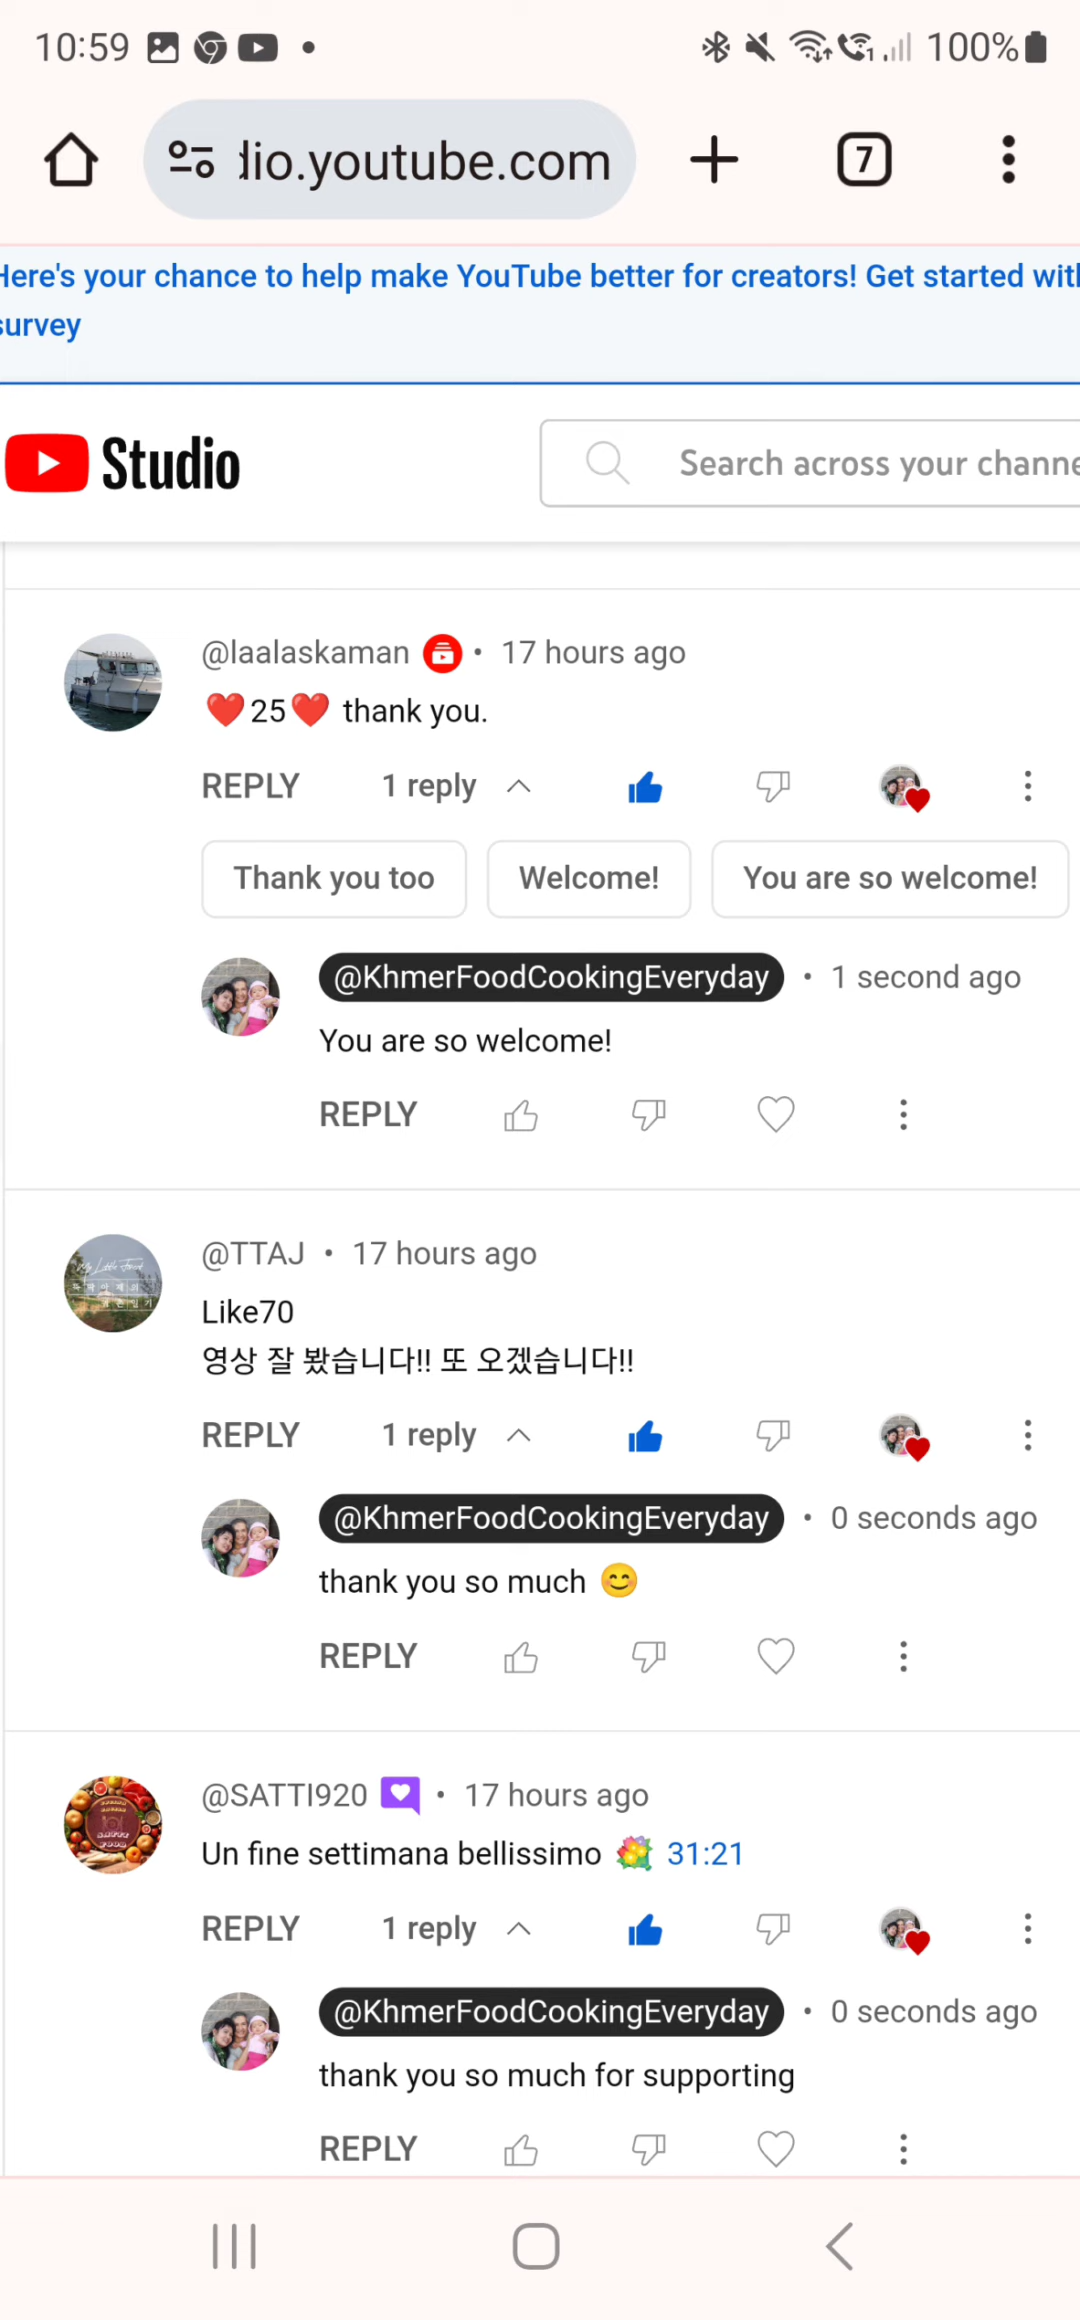 10:59
100%
7
lio.youtube.com
Here's your chance to help make YouTube better for creators! Get started with
survey
Studio
Search across your channe
@laalaskaman • 17 hours ago
❤️25❤️ thank you.
REPLY 1 reply
Thank you too Welcome! You are so welcome!
@KhmerFoodCookingEveryday • 1 second ago
You are so welcome!
REPLY
@TTAJ • 17 hours ago
Like70
영상 잘 봤습니다!! 또 오겠습니다!!
REPLY 1 reply
@KhmerFoodCookingEveryday • 0 seconds ago
thank you so much 😊
REPLY
@SATTI920 • 17 hours ago
Un fine settimana bellissimo 💐 31:21
REPLY 1 reply
@KhmerFoodCookingEveryday • 0 seconds ago
thank you so much for supporting
REPLY